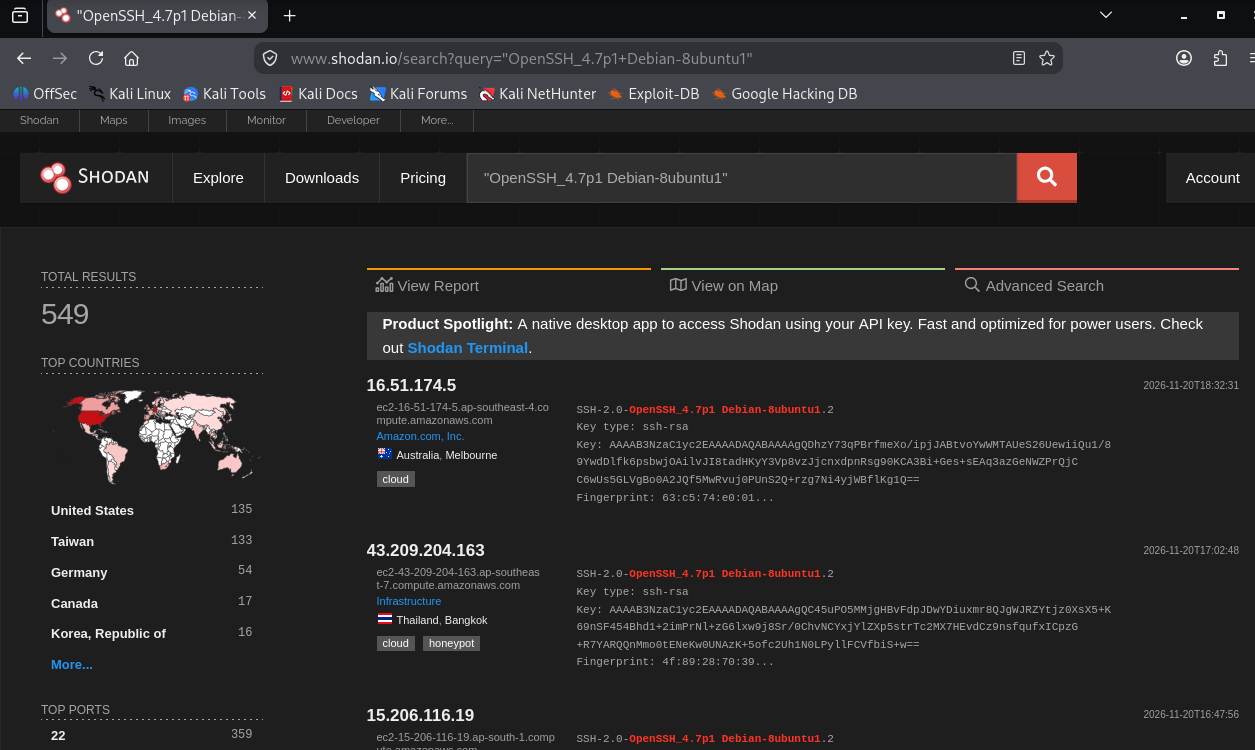 "OpenSSH_4.7p1 Debian-
www.shodan.io/search?query="OpenSSH_4.7p1+Debian-8ubuntu1"
OffSec Kali Linux Kali Tools Kali Docs Kali Forums Kali NetHunter Exploit-DB Google Hacking DB
Shodan Maps Images Monitor Developer More...
SHODAN Explore Downloads Pricing "OpenSSH_4.7p1 Debian-8ubuntu1" Account
TOTAL RESULTS
549
TOP COUNTRIES
United States 135
Taiwan 133
Germany 54
Canada 17
Korea, Republic of 16
More...
TOP PORTS
22 359
View Report View on Map Advanced Search
Product Spotlight: A native desktop app to access Shodan using your API key. Fast and optimized for power users. Check
out Shodan Terminal.
16.51.174.5 2026-11-20T18:32:31
ec2-16-51-174-5.ap-southeast-4.co
mpute.amazonaws.com
Amazon.com, Inc.
Australia, Melbourne
cloud
SSH-2.0-OpenSSH_4.7p1 Debian-8ubuntu1.2
Key type: ssh-rsa
Key: AAAAB3NzaC1yc2EAAAADAQABAAAAgQDhzY73qPBrfmeXo/ipjJABtvoYwWMTAUeS26UewiiQu1/8
9YwdDlfk6psbwjOAilvJI8tadHKyY3Vp8vzJjcnxdpnRsg90KCA3Bi+Ges+sEAq3azGeNWZPrQjC
C6wUs5GLVgBo0A2JQf5MwRvuj0PUnS2Q+rzg7Ni4yjWBflKg1Q==
Fingerprint: 63:c5:74:e0:01...
43.209.204.163 2026-11-20T17:02:48
ec2-43-209-204-163.ap-southeas
t-7.compute.amazonaws.com
Infrastructure
Thailand, Bangkok
cloud honeypot
SSH-2.0-OpenSSH_4.7p1 Debian-8ubuntu1.2
Key type: ssh-rsa
Key: AAAAB3NzaC1yc2EAAAADAQABAAAAgQC45uPO5MMjgHBvFdpJDwYDiuxmr8QJgWJRZYtjz0XsX5+K
69nSF454Bhd1+2imPrNl+zG6lxw9j8Sr/0ChvNCYxjYlZXp5strTc2MX7HEvdCz9nsfqufxICpzG
+R7YARQQnMmo0tENeKw0UNAzK+5ofc2Uh1N0LPyllFCVfbiS+w==
Fingerprint: 4f:89:28:70:39...
15.206.116.19 2026-11-20T16:47:56
ec2-15-206-116-19.ap-south-1.comp
ute.amazonaws.com
SSH-2.0-OpenSSH_4.7p1 Debian-8ubuntu1.2